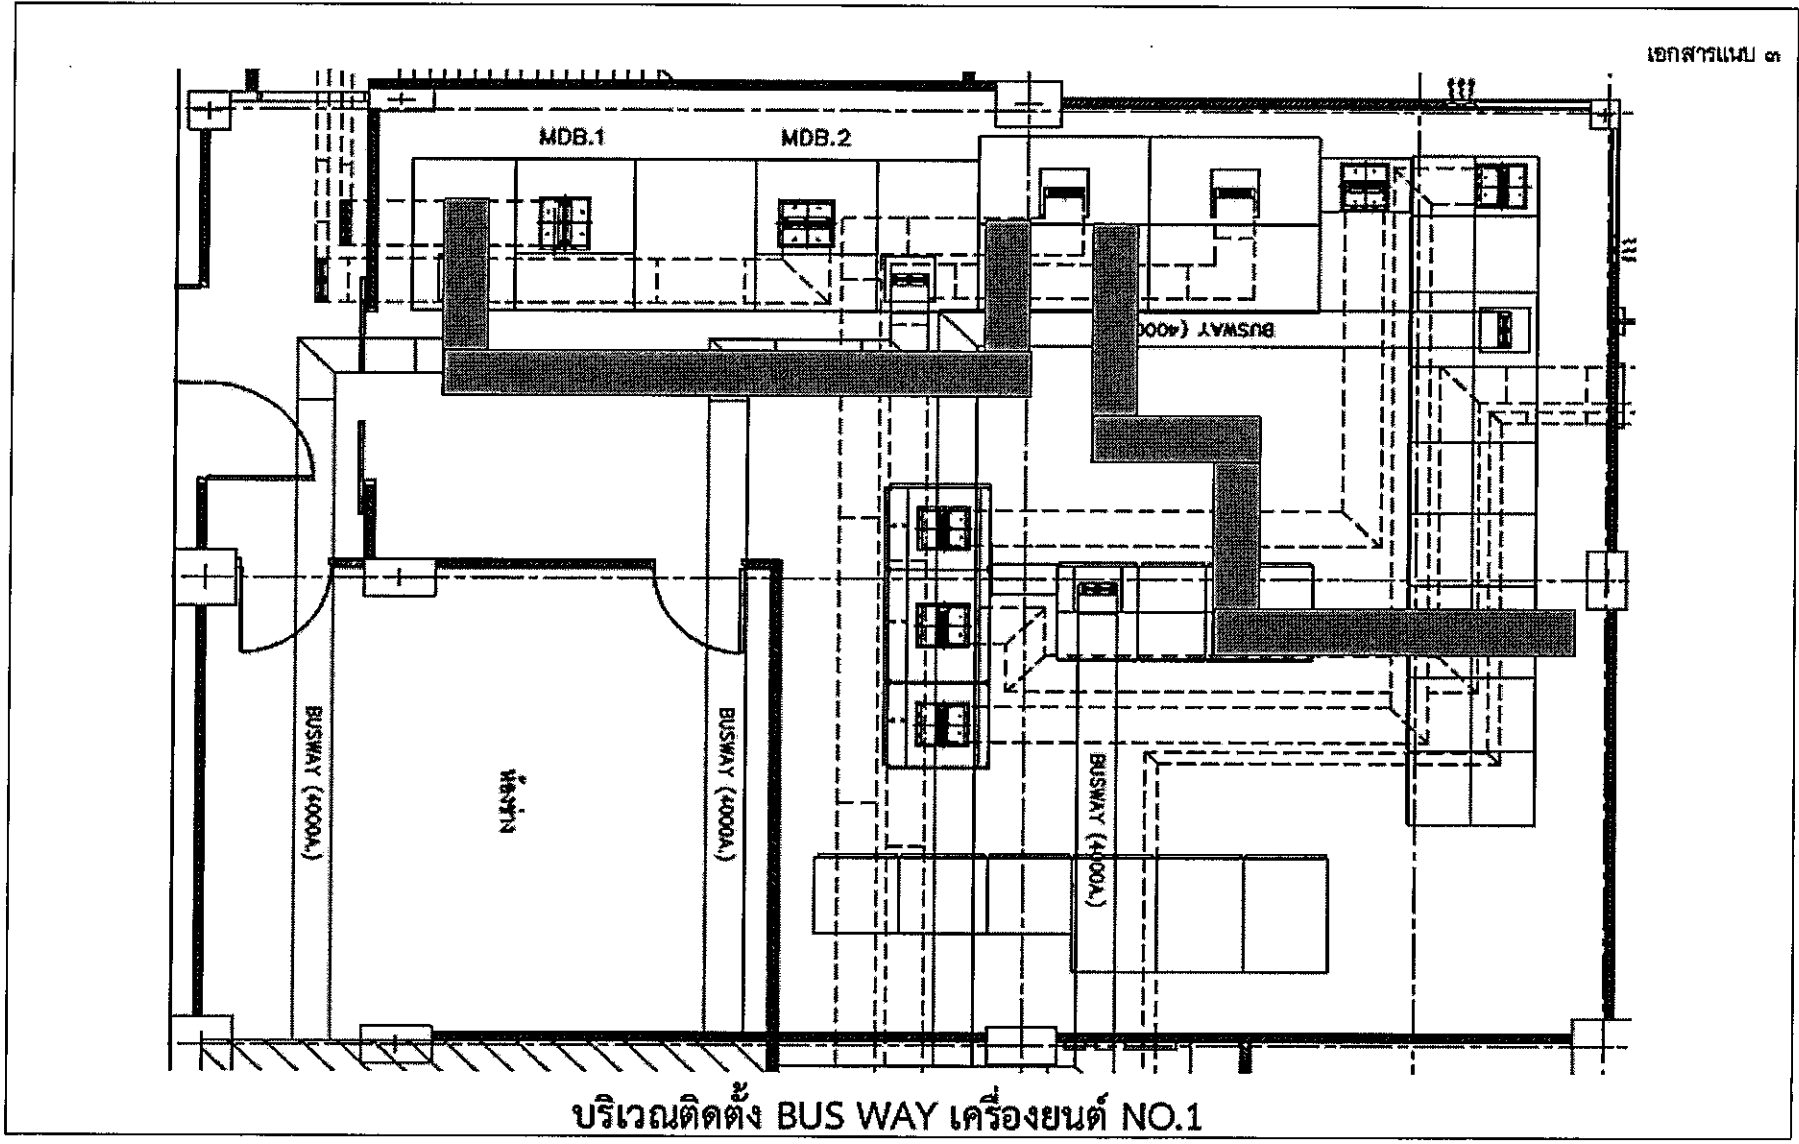 เอกสารแนบ ๓
MDB.1
MDB.2
BUSWAY (4000
BUSWAY (4000A.)
BUSWAY (4000A.)
BUSWAY (4000A.)
ห้องช่าง
บริเวณติดตั้ง BUS WAY เครื่องยนต์ NO.1